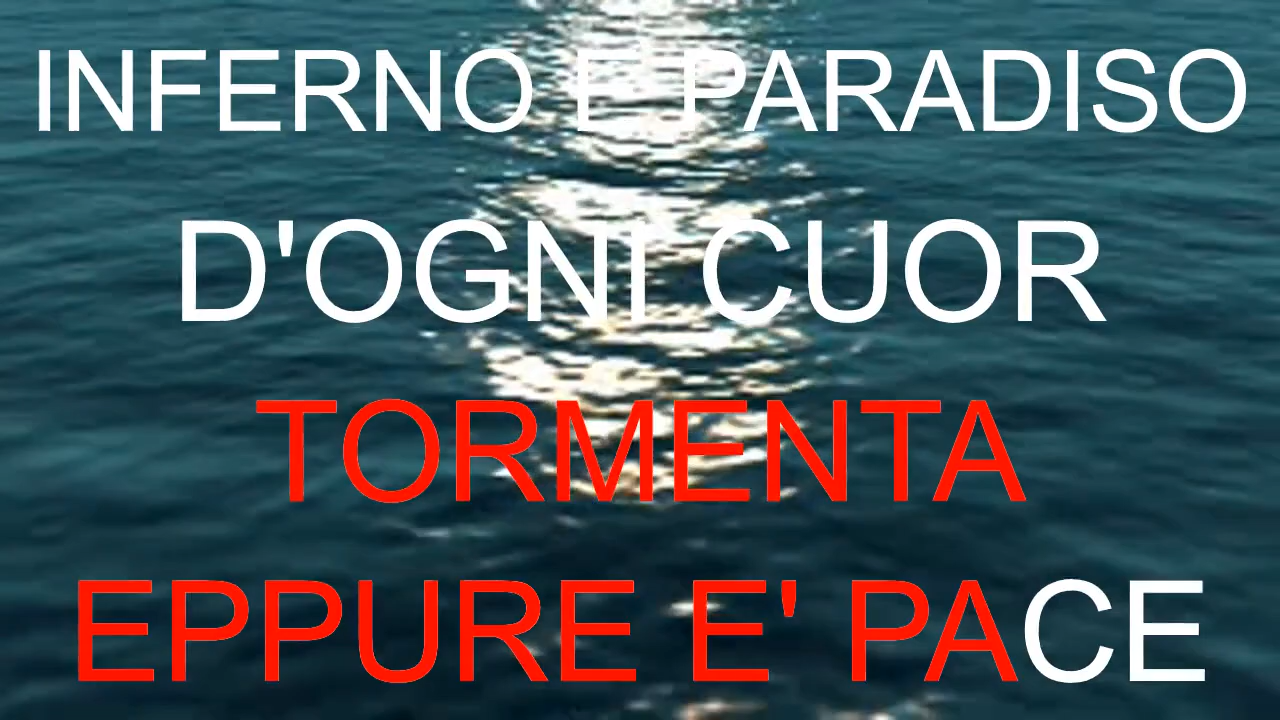 INFERNO E PARADISO
D'OGNI CUOR
TORMENTA
EPPURE E' PACE